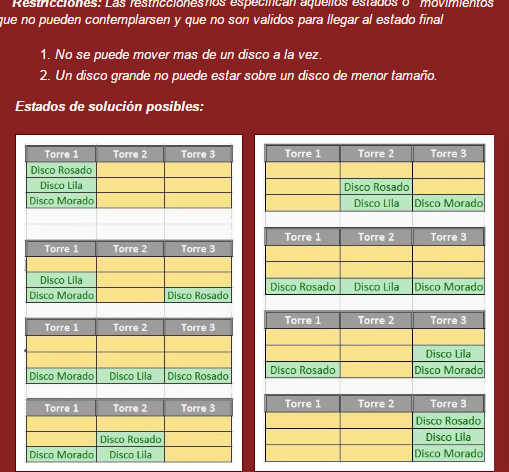 Restricciones: Las restricciones nos especifican aquellos estados o movimientos
que no pueden contemplarsen y que no son validos para llegar al estado final
1. No se puede mover mas de un disco a la vez.
2. Un disco grande no puede estar sobre un disco de menor tamaño.
Estados de solución posibles:
Torre 1 Torre 2 Torre 3
Disco Rosado
Disco Lila
Disco Morado
Torre 1 Torre 2 Torre 3
Disco Lila
Disco Morado Disco Rosado
Torre 1 Torre 2 Torre 3
Disco Morado Disco Lila Disco Rosado
Torre 1 Torre 2 Torre 3
Disco Rosado
Disco Morado Disco Lila
Torre 1 Torre 2 Torre 3
Disco Rosado
Disco Lila Disco Morado
Torre 1 Torre 2 Torre 3
Disco Rosado Disco Lila Disco Morado
Torre 1 Torre 2 Torre 3
Disco Lila
Disco Rosado Disco Morado
Torre 1 Torre 2 Torre 3
Disco Rosado
Disco Lila
Disco Morado